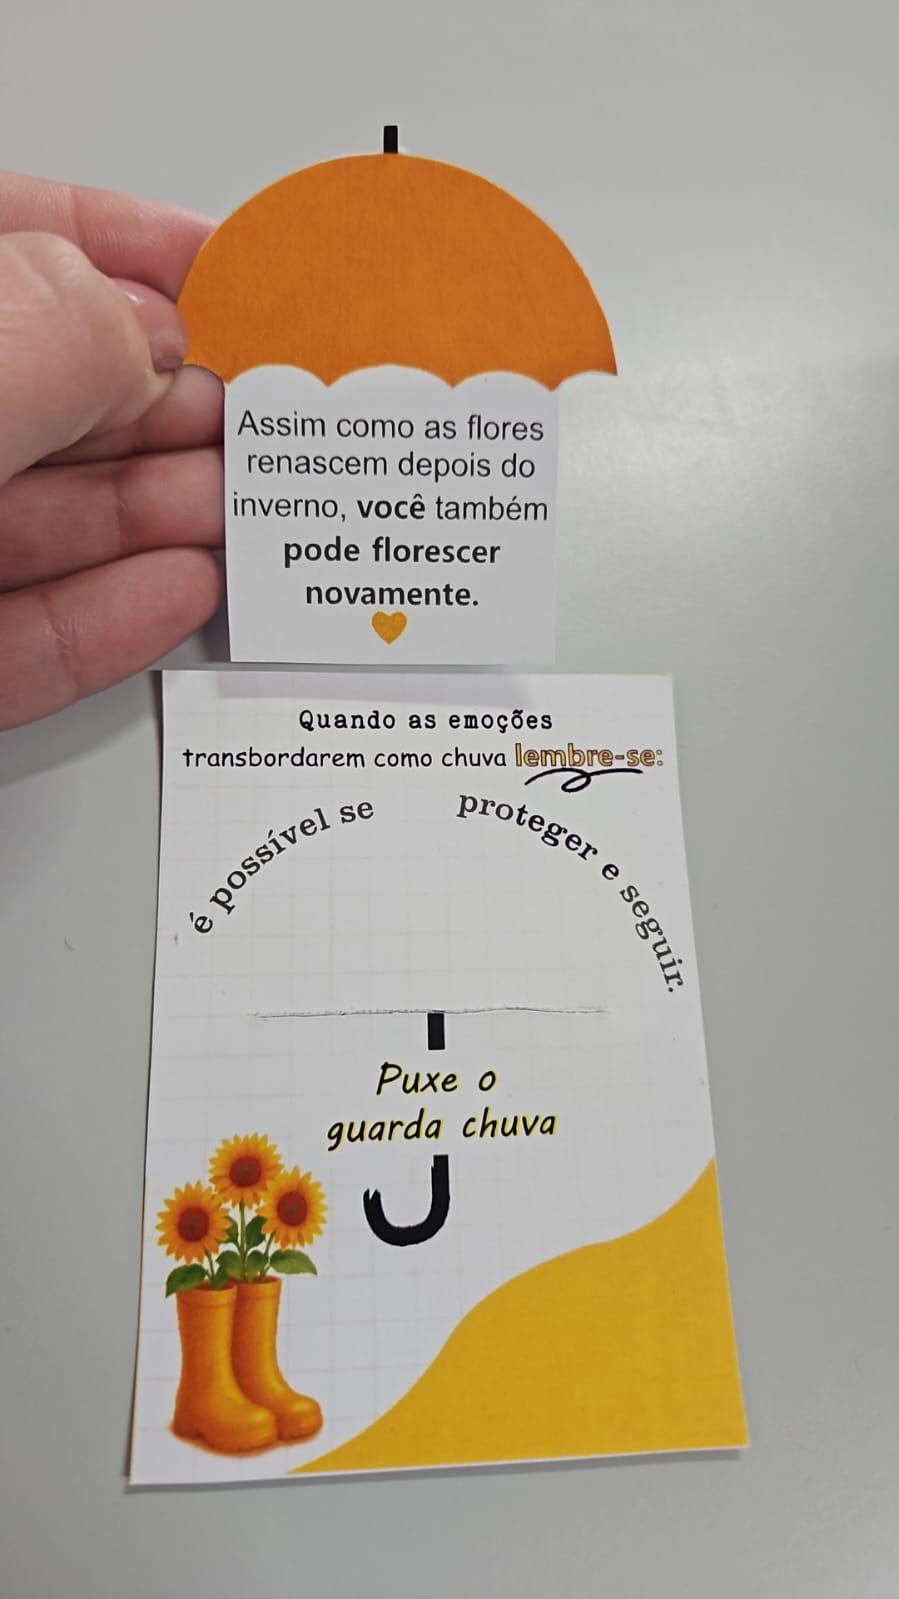 Assim como as flores
renascem depois do
inverno, você também
pode florescer
novamente.
Quando as emoções
transbordarem como chuva lembre-se:
é possível se proteger e seguir.
Puxe o
guarda chuva